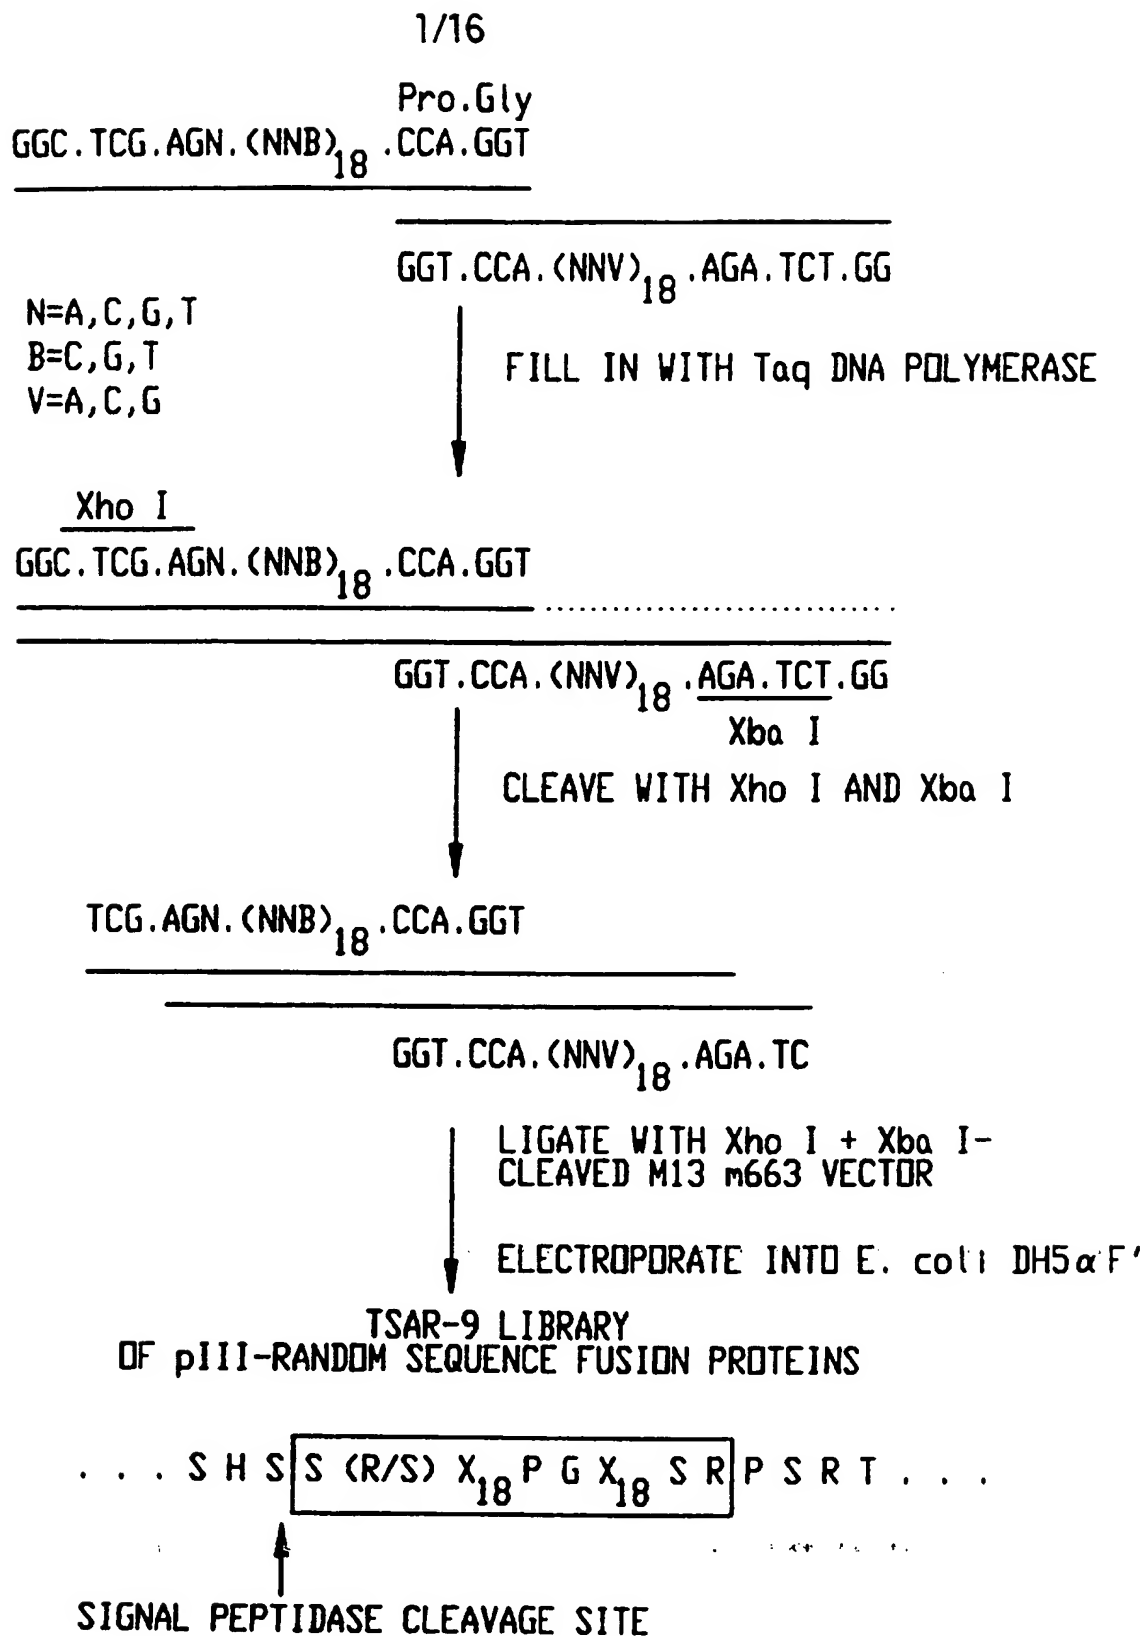 1/16
Pro.Gly
GGC.TCG.AGN.(NNB)18.CCA.GGT
GGT.CCA.(NNV)18.AGA.TCT.GG
N=A,C,G,T
B=C,G,T
V=A,C,G
FILL IN WITH Taq DNA POLYMERASE
Xho I
GGC.TCG.AGN.(NNB)18.CCA.GGT
GGT.CCA.(NNV)18.AGA.TCT.GG
Xba I
CLEAVE WITH Xho I AND Xba I
TCG.AGN.(NNB)18.CCA.GGT
GGT.CCA.(NNV)18.AGA.TC
LIGATE WITH Xho I + Xba I-
CLEAVED M13 m663 VECTOR
ELECTROPORATE INTO E. coli DH5αF'
TSAR-9 LIBRARY
OF pIII-RANDOM SEQUENCE FUSION PROTEINS
. . . S H S S (R/S) X18 P G X18 S R P S R T . . .
SIGNAL PEPTIDASE CLEAVAGE SITE